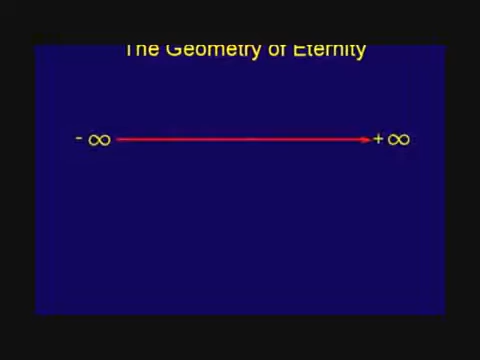 The Geometry of Eternity
- ∞ + ∞